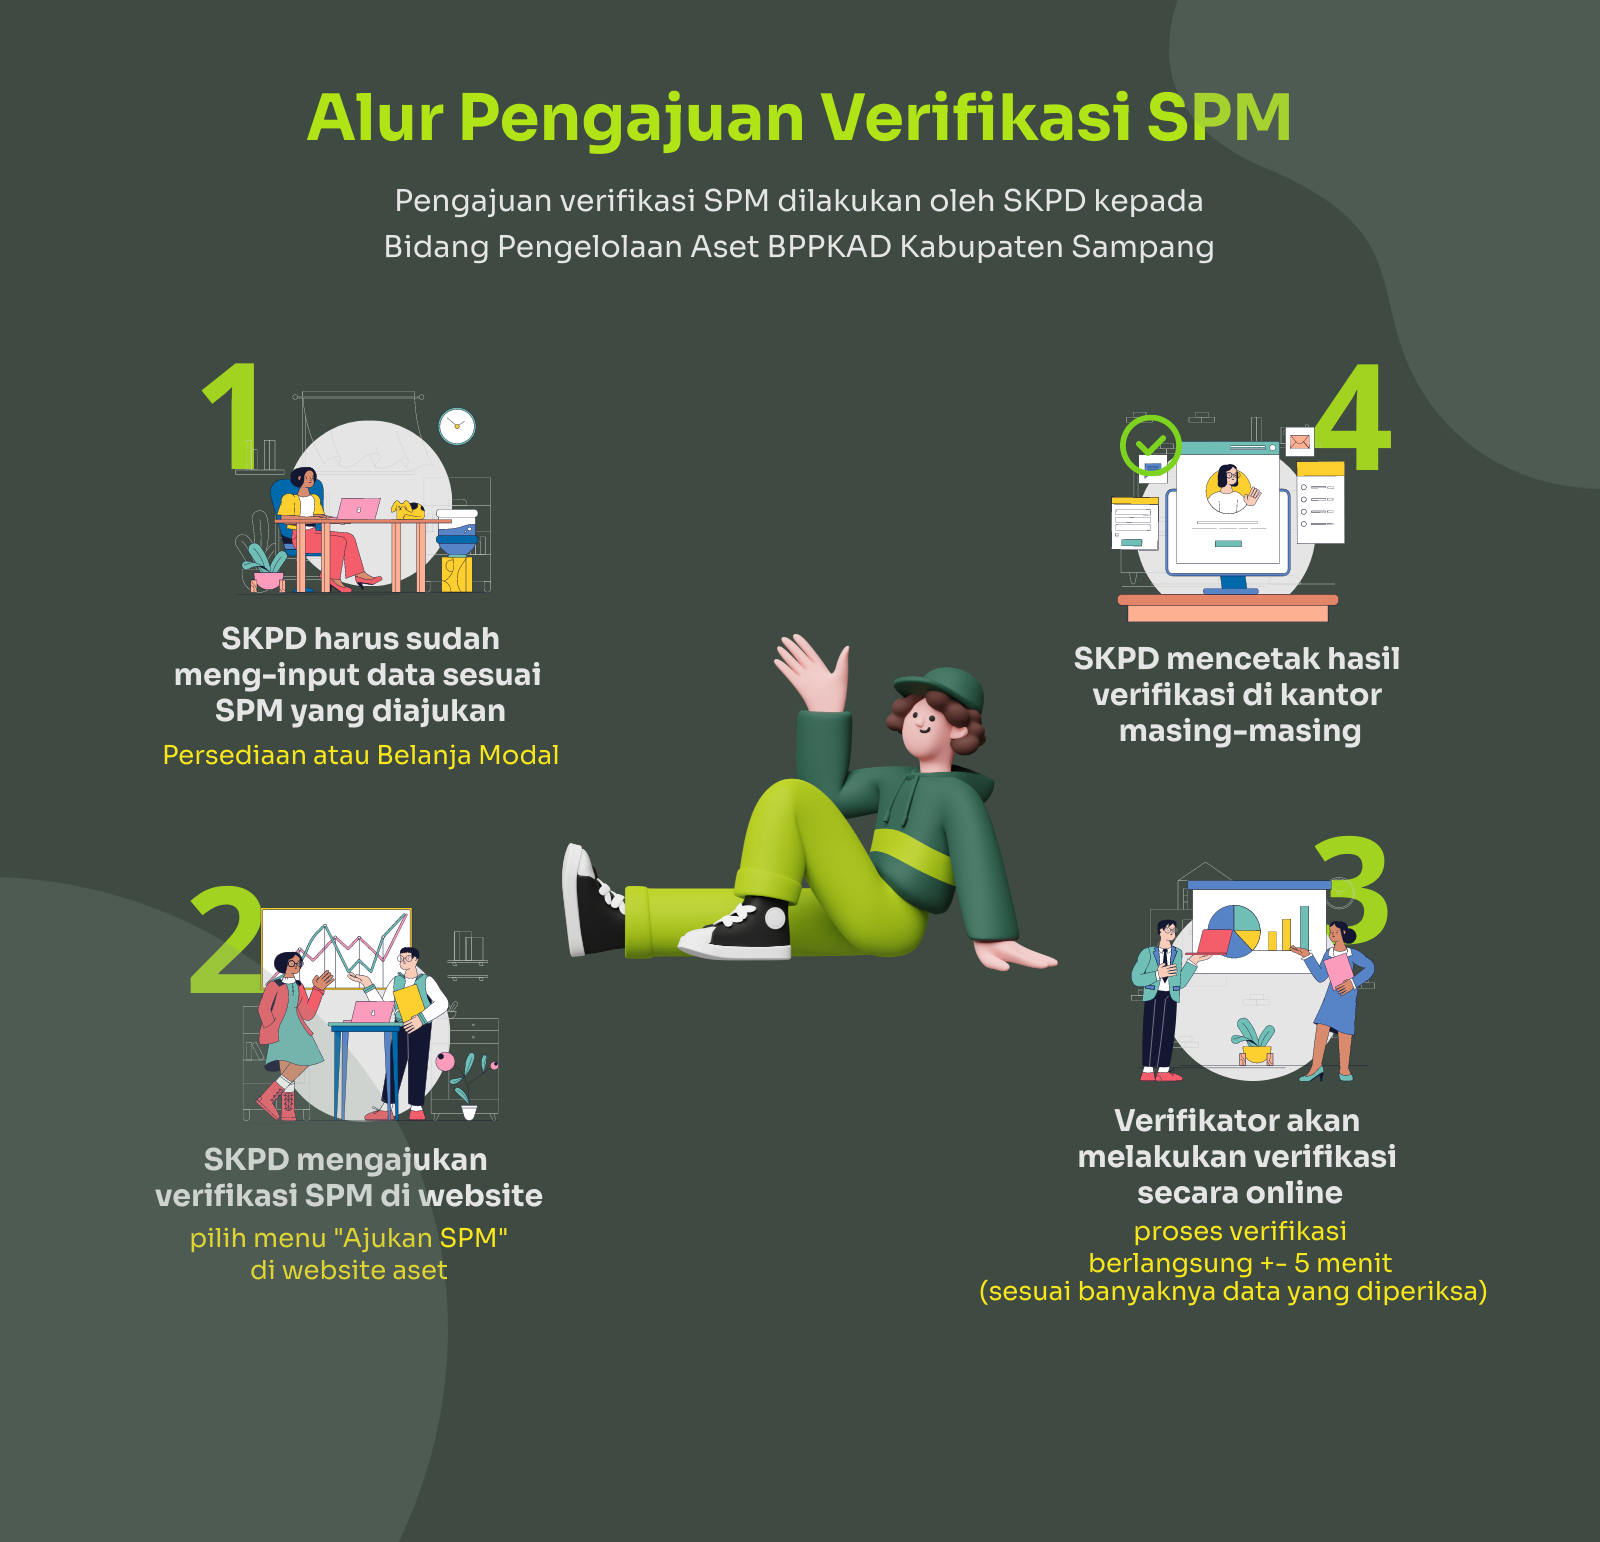 Alur Pengajuan Verifikasi SPM
Pengajuan verifikasi SPM dilakukan oleh SKPD kepada
Bidang Pengelolaan Aset BPPKAD Kabupaten Sampang
1
SKPD harus sudah
meng-input data sesuai
SPM yang diajukan
Persediaan atau Belanja Modal
2
SKPD mengajukan
verifikasi SPM di website
pilih menu "Ajukan SPM"
di website aset
3
Verifikator akan
melakukan verifikasi
secara online
proses verifikasi
berlangsung +- 5 menit
(sesuai banyaknya data yang diperiksa)
4
SKPD mencetak hasil
verifikasi di kantor
masing-masing